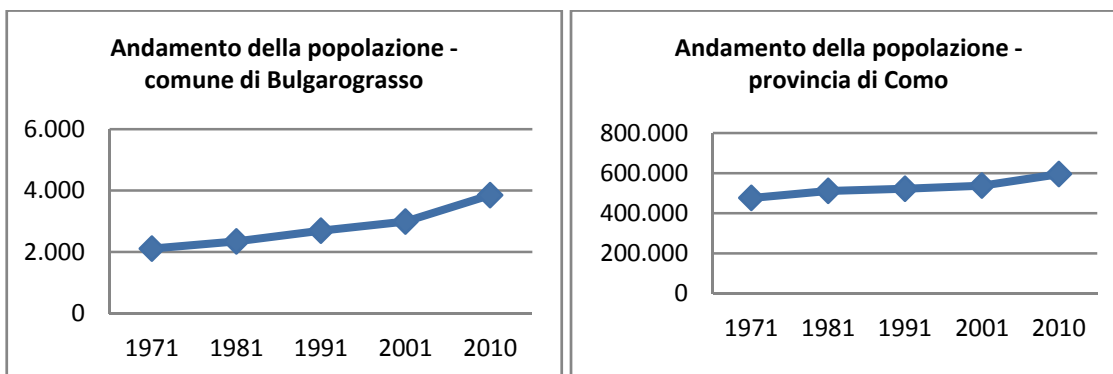 Andamento della popolazione -
comune di Bulgarograsso
6.000
4.000
2.000
0
1971 1981 1991 2001 2010
Andamento della popolazione -
provincia di Como
800.000
600.000
400.000
200.000
0
1971 1981 1991 2001 2010